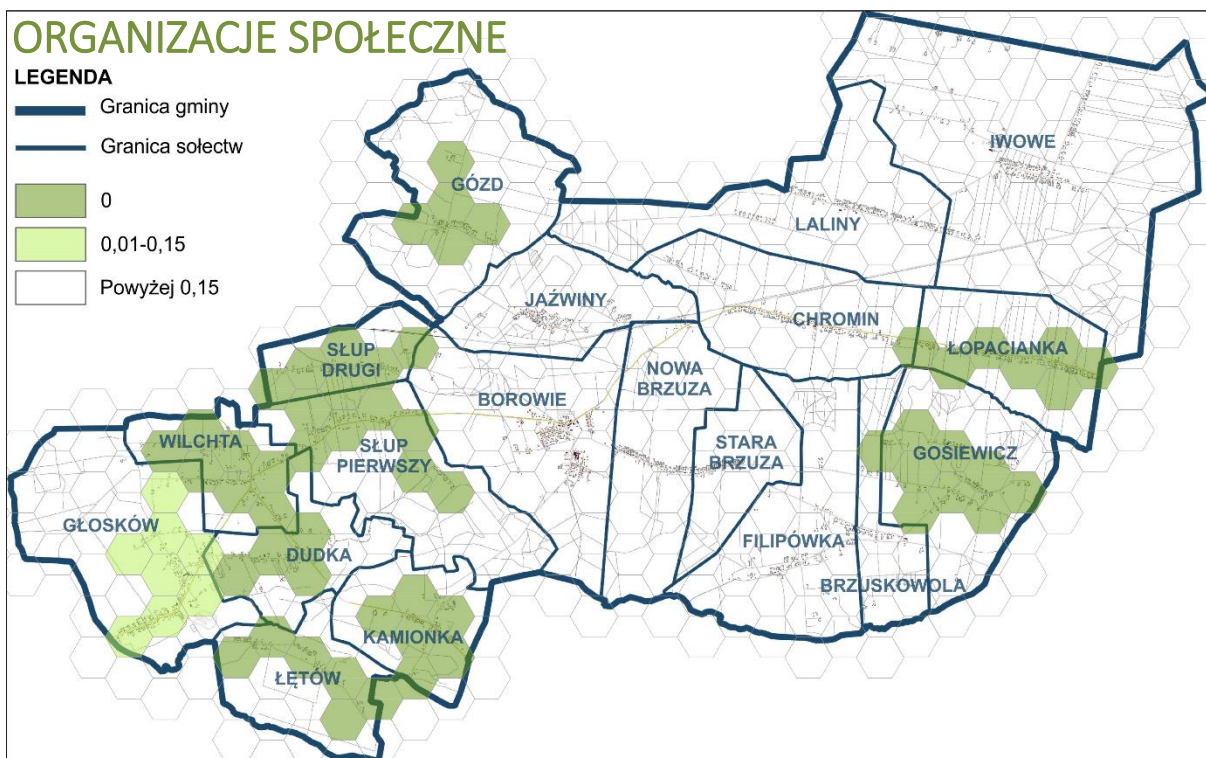 ORGANIZACJE SPOŁECZNE
LEGENDA
Granica gminy
Granica sołectw
0
0,01-0,15
Powyżej 0,15
IWOWE
GÓZD
LALINY
JAŹWINY
CHROMIN
ŁOPACIANKA
SŁUP
DRUGI
NOWA
BRZUZA
BOROWIE
WILCHTA
SŁUP
PIERWSZY
STARA
BRZUZA
GOŚIEWICZ
GŁOSKÓW
DUDKA
FILIPÓWKA
BRZUSKOWOLA
KAMIONKA
ŁĘTÓW